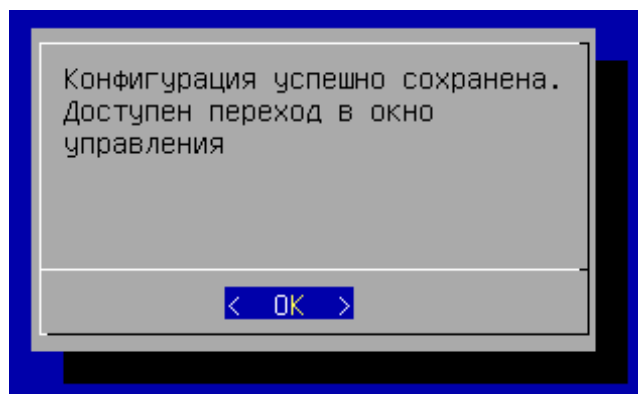 Конфигурация успешно сохранена.
Доступен переход в окно
управления
< OK >